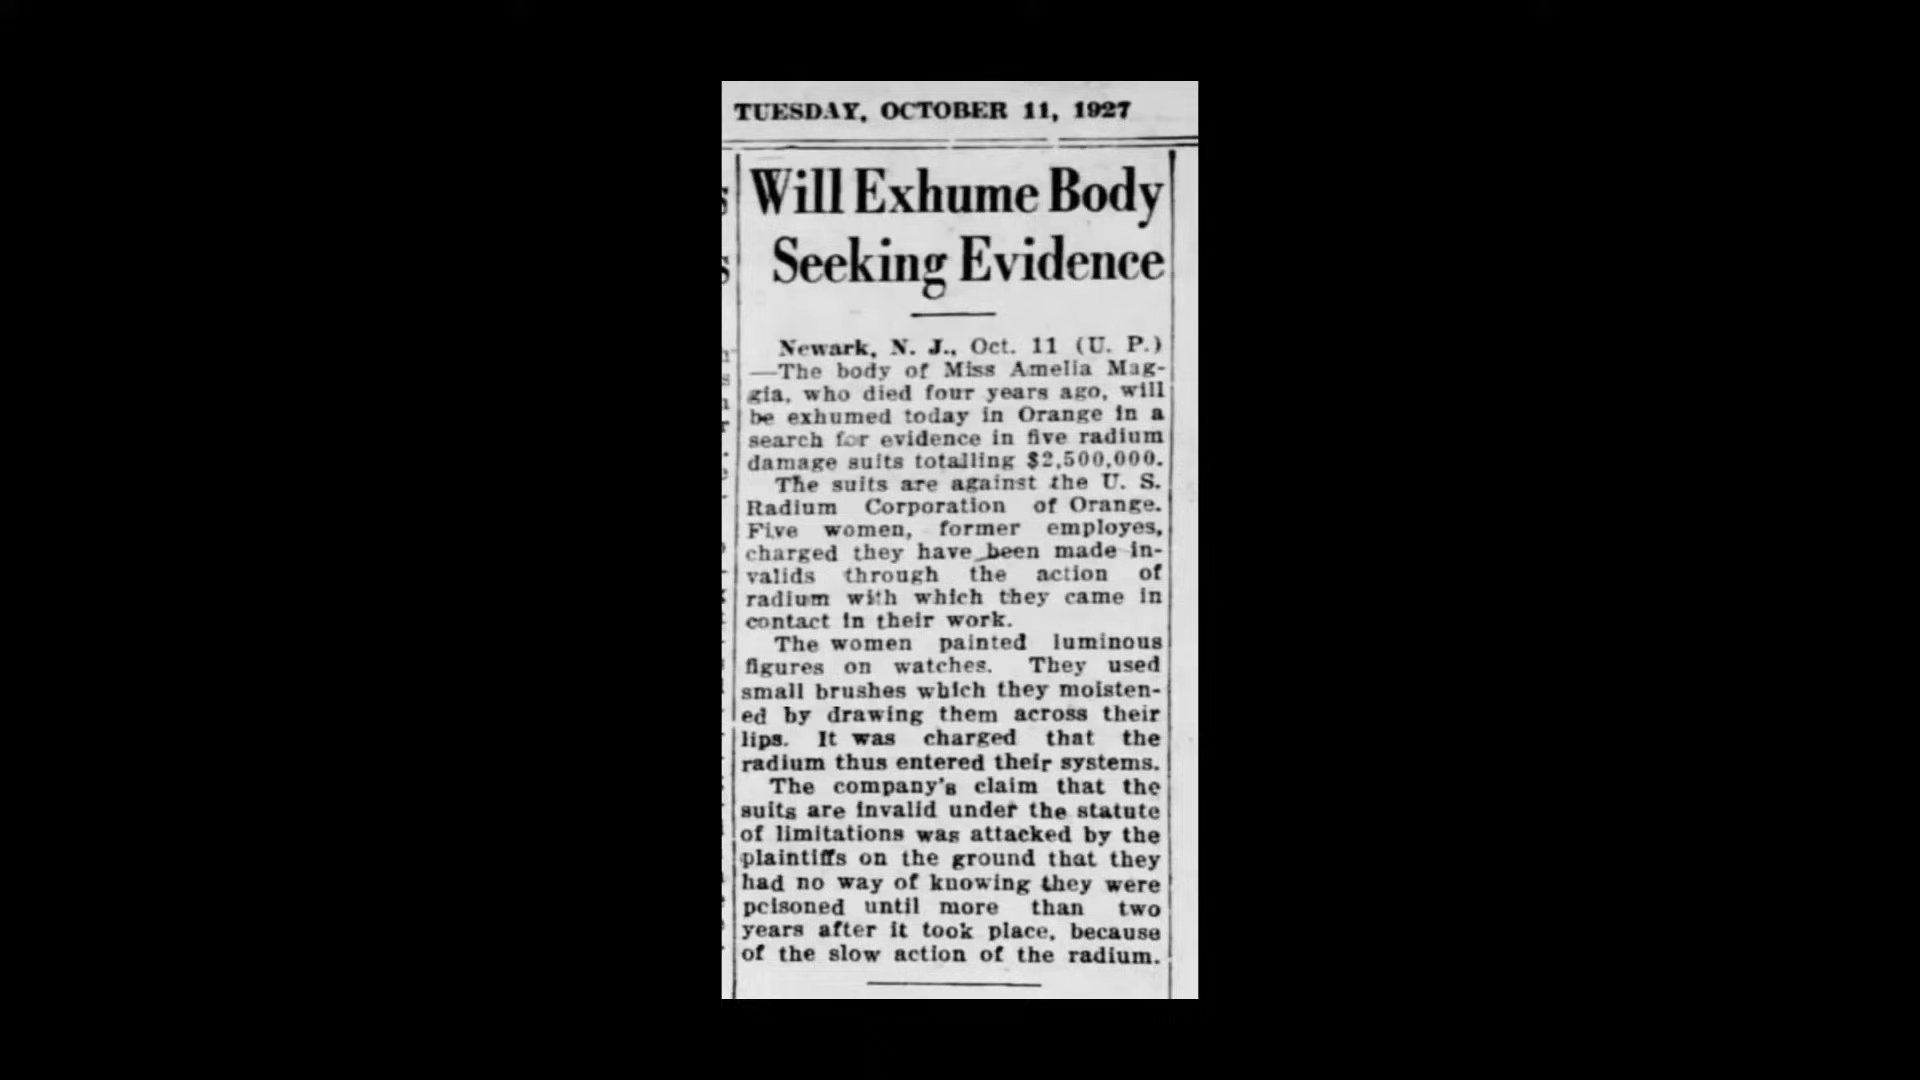 TUESDAY, OCTOBER 11, 1927
Will Exhume Body
Seeking Evidence
Newark, N. J., Oct. 11 (U. P.)
—The body of Miss Amelia Mag-
gia, who died four years ago, will
be exhumed today in Orange in a
search for evidence in five radium
damage suits totalling $2,500,000.
The suits are against the U. S.
Radium Corporation of Orange.
Five women, former employes,
charged they have been made in-
valids through the action of
radium with which they came in
contact in their work.
The women painted luminous
figures on watches. They used
small brushes which they moisten-
ed by drawing them across their
lips. It was charged that the
radium thus entered their systems.
The company's claim that the
suits are invalid under the statute
of limitations was attacked by the
plaintiffs on the ground that they
had no way of knowing they were
poisoned until more than two
years after it took place, because
of the slow action of the radium.